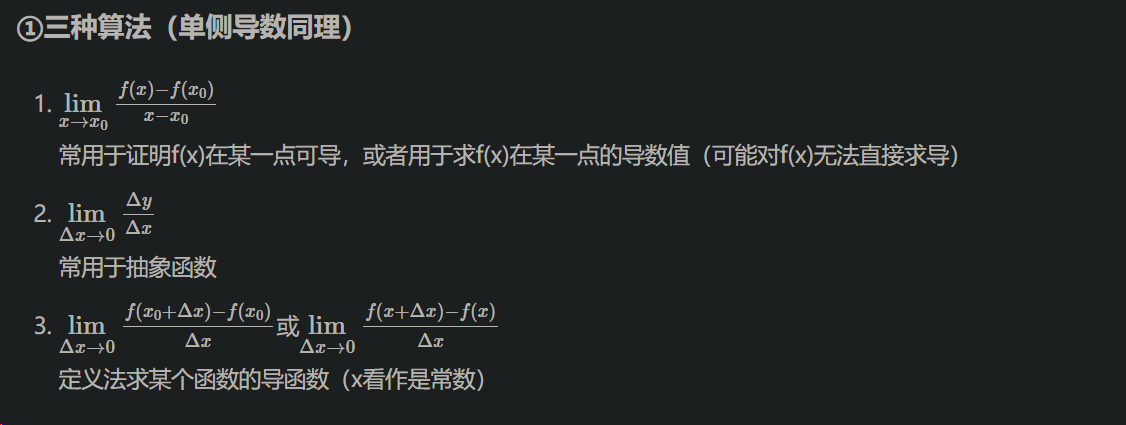 ①三种算法（单侧导数同理）
1. $\lim\limits_{x \to x_0} \frac{f(x)-f(x_0)}{x-x_0}$
常用于证明f(x)在某一点可导，或者用于求f(x)在某一点的导数值（可能对f(x)无法直接求导）
2. $\lim\limits_{\Delta x \to 0} \frac{\Delta y}{\Delta x}$
常用于抽象函数
3. $\lim\limits_{\Delta x \to 0} \frac{f(x_0+\Delta x)-f(x_0)}{\Delta x}$或$\lim\limits_{\Delta x \to 0} \frac{f(x+\Delta x)-f(x)}{\Delta x}$
定义法求某个函数的导函数（x看作是常数）